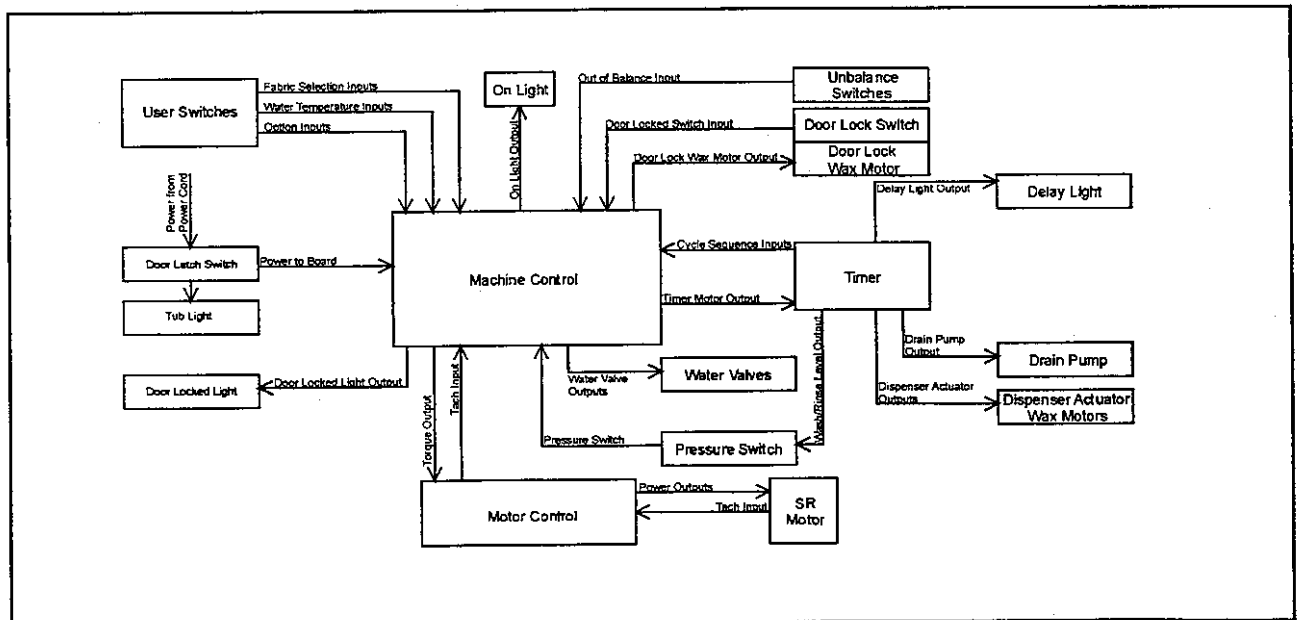 User Switches
Fabric Selection Inputs
Water Temperature Inputs
Option Inputs
On Light
On Light Output
Out of Balance Input
Unbalance
Switches
Door Locked Switch Input
Door Lock Switch
Door Lock Wax Motor Output
Door Lock
Wax Motor
Delay Light Output
Delay Light
Power from
Power Cord
Door Latch Switch
Power to Board
Tub Light
Machine Control
Cycle Sequence Inputs
Timer Motor Output
Timer
Door Locked Light
Door Locked Light Output
Torque Output
Tach Input
Water Valve
Outputs
Water Valves
Wash/Rinse Level Output
Drain Pump
Output
Drain Pump
Dispenser Actuator
Outputs
Dispenser Actuator
Wax Motors
Pressure Switch
Pressure Switch
Motor Control
Power Outputs
Tach Input
SR
Motor